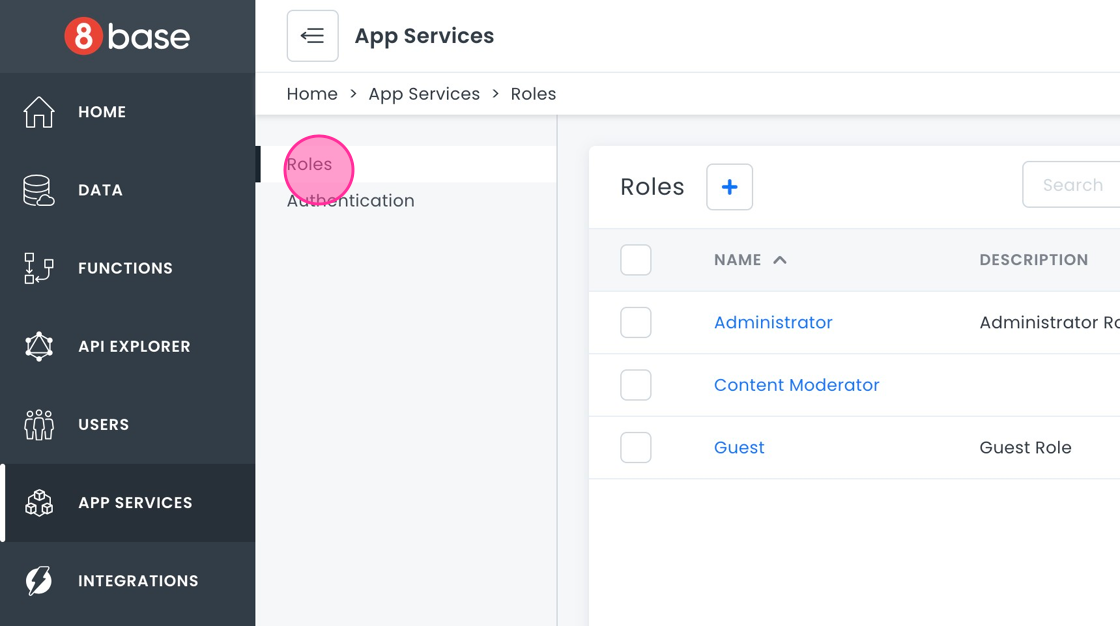 8base
App Services
Home > App Services > Roles
HOME
DATA
FUNCTIONS
API EXPLORER
USERS
APP SERVICES
INTEGRATIONS
Roles
Authentication
Roles +
Search
NAME DESCRIPTION
Administrator Administrator Ro
Content Moderator
Guest Guest Role